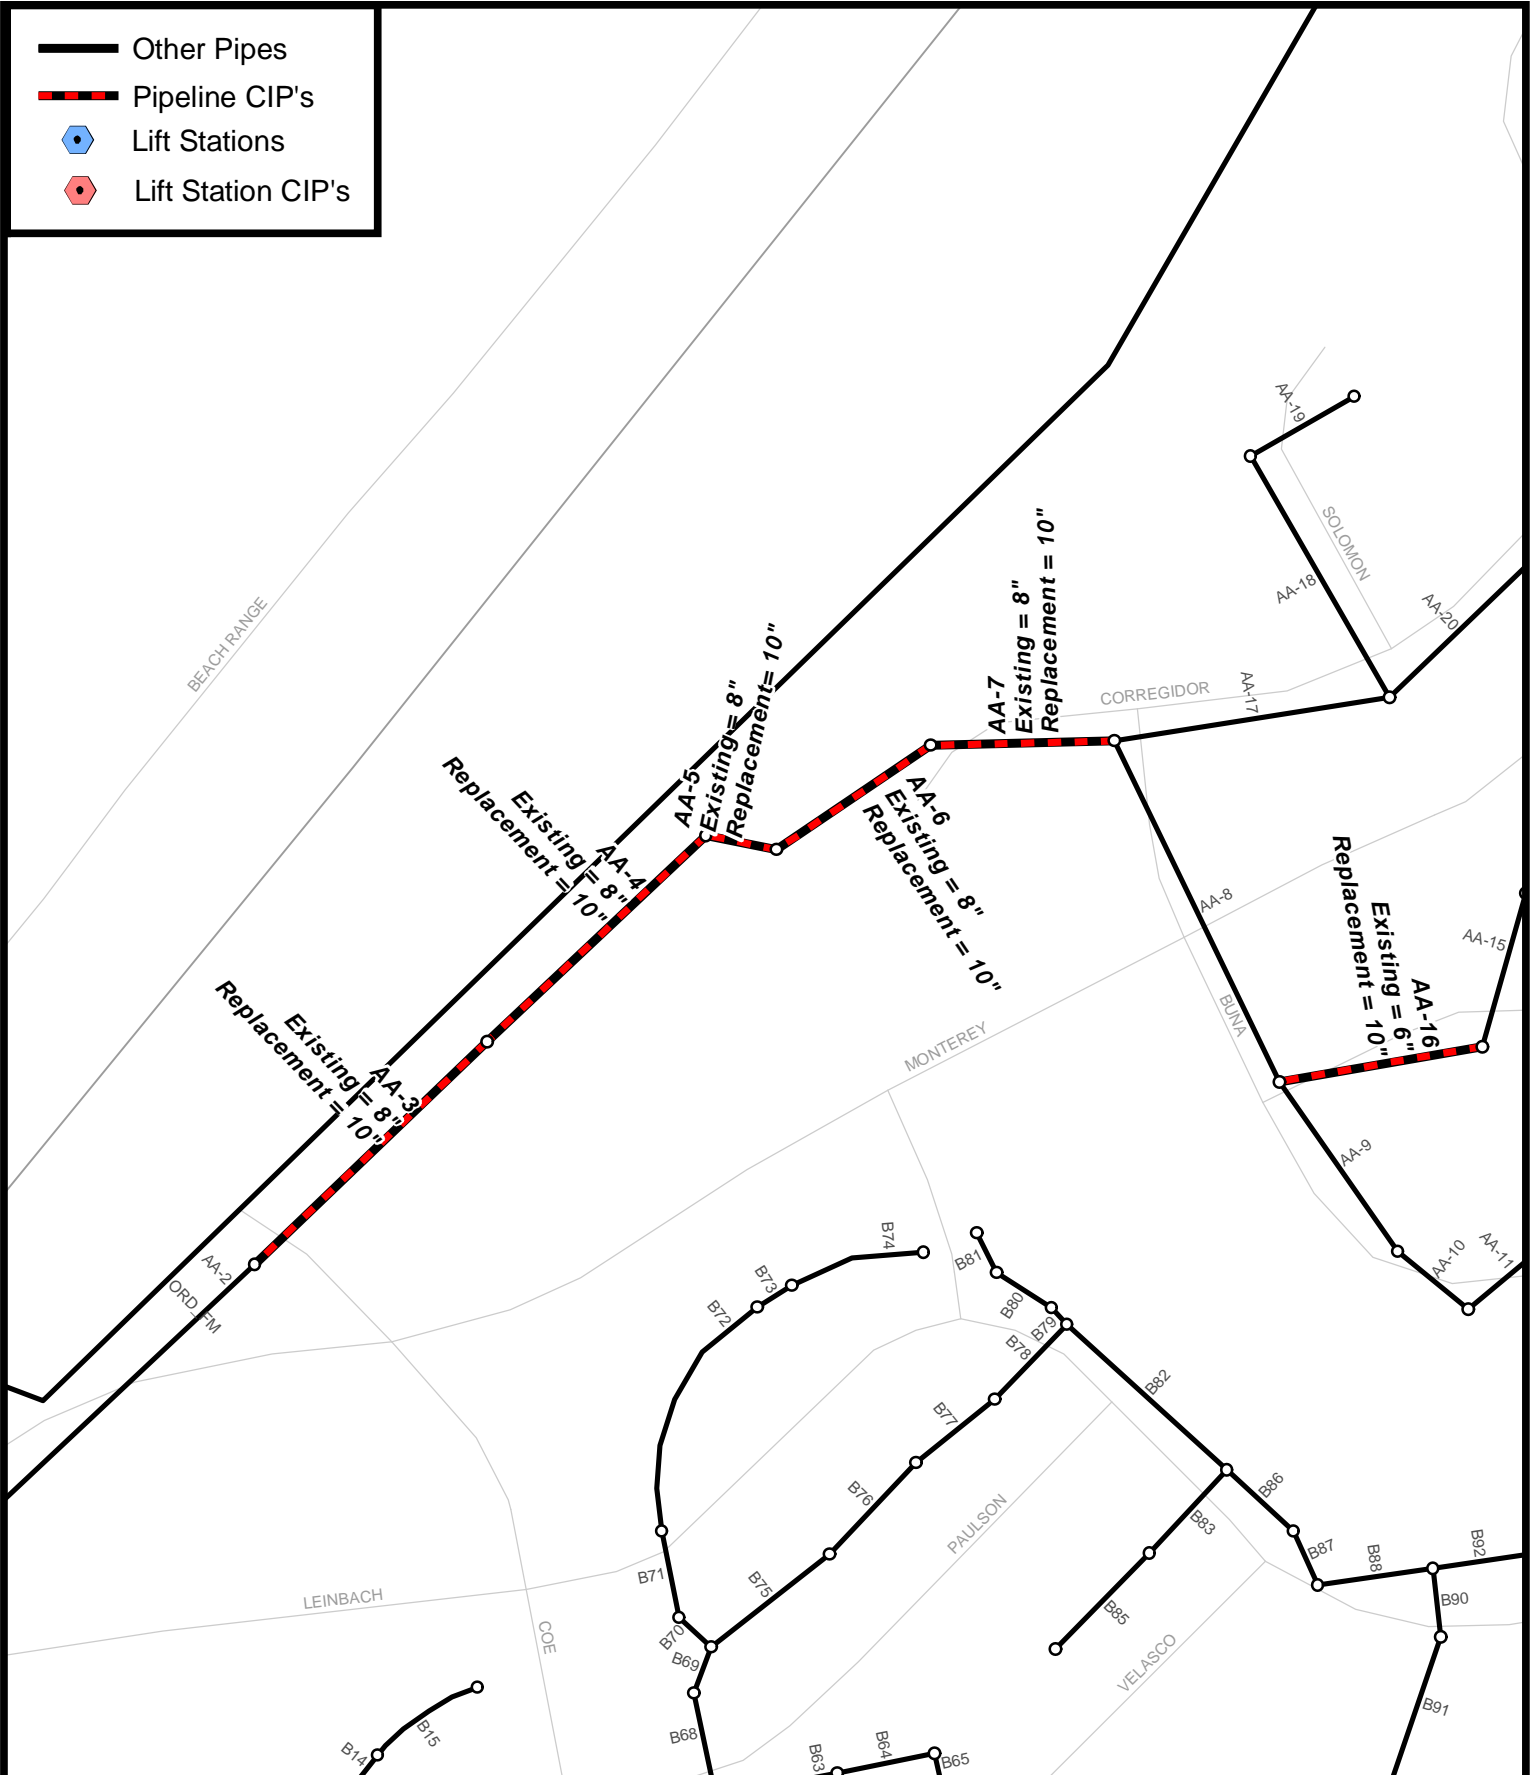 Other Pipes
Pipeline CIP's
Lift Stations
Lift Station CIP's
BEACH RANGE
AA-19
SOLOMON
AA-18
AA-20
AA-17
CORREGIDOR
AA-7
Existing = 8"
Replacement = 10"
AA-5
Existing = 8"
Replacement= 10"
AA-4
Existing = 8"
Replacement = 10"
AA-6
Existing = 8"
Replacement = 10"
AA-8
AA-15
AA-16
Existing = 6"
Replacement = 10"
BUNA
MONTEREY
AA-3
Existing = 8"
Replacement = 10"
AA-9
AA-10
AA-11
AA-2
ORD_FM
B74
B73
B72
B81
B80
B79
B78
B77
B82
B76
B86
B83
PAULSON
B87
B88
B92
B71
B75
B85
B90
LEINBACH
COE
B70
B69
VELASCO
B91
B68
B15
B14
B63
B64
B65